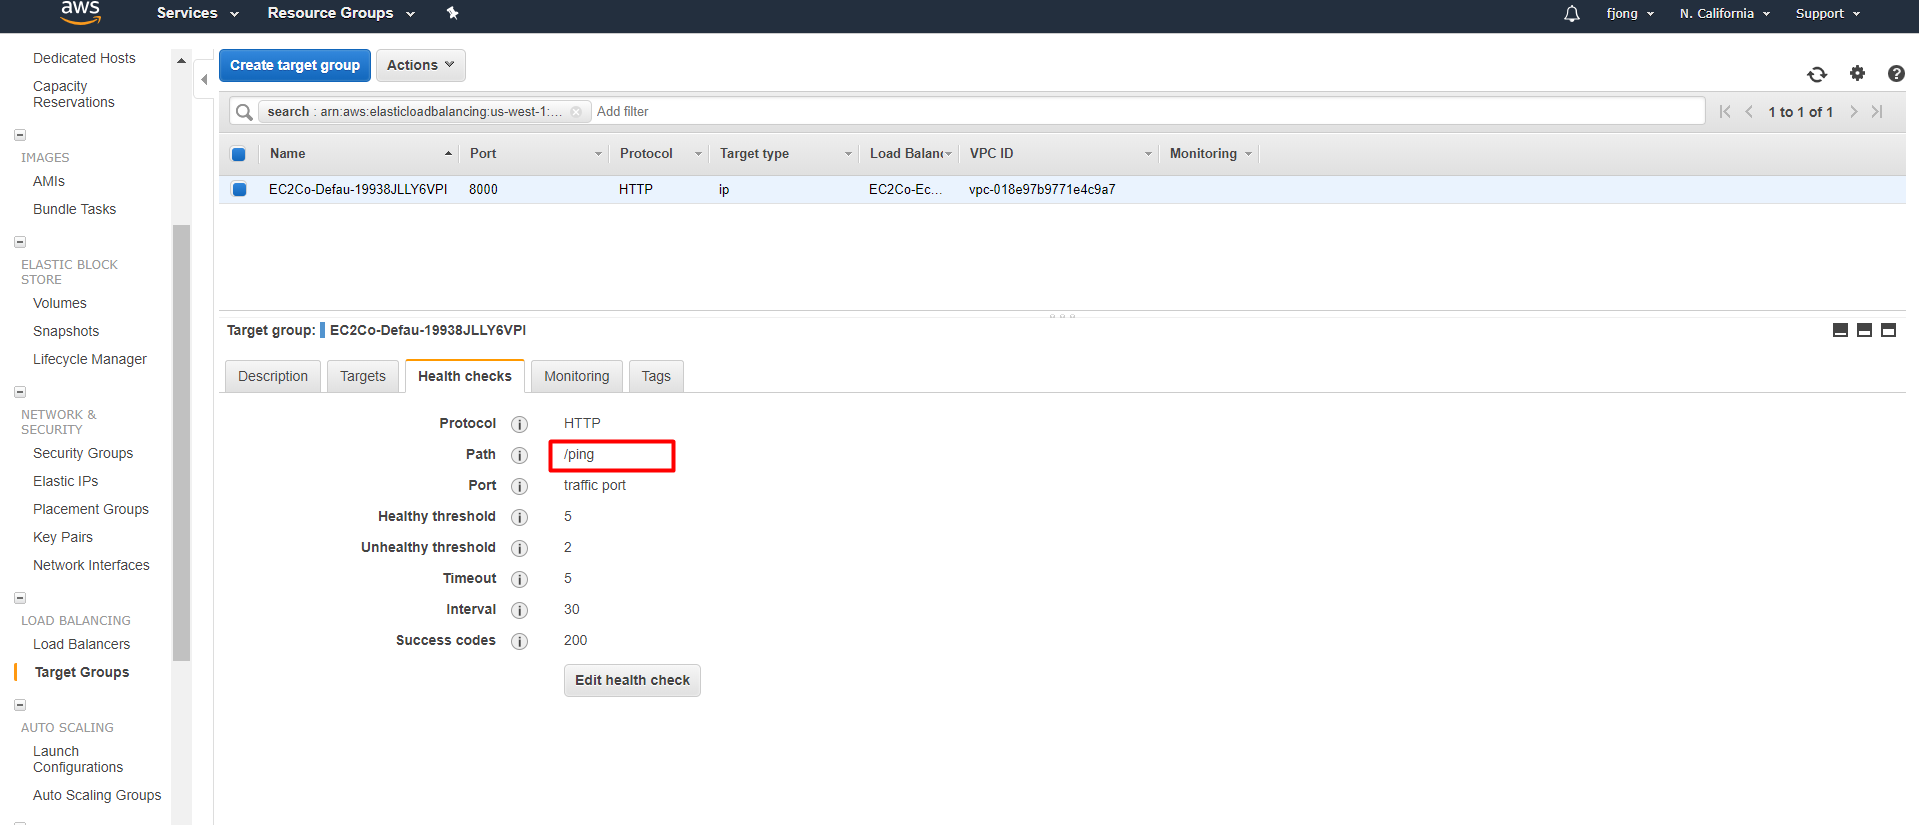 aws
Services
Resource Groups
fjong
N. California
Support
Dedicated Hosts
Capacity
Reservations
IMAGES
AMIs
Bundle Tasks
ELASTIC BLOCK
STORE
Volumes
Snapshots
Lifecycle Manager
NETWORK &
SECURITY
Security Groups
Elastic IPs
Placement Groups
Key Pairs
Network Interfaces
LOAD BALANCING
Load Balancers
Target Groups
AUTO SCALING
Launch
Configurations
Auto Scaling Groups
Create target group
Actions
search : arn:aws:elasticloadbalancing:us-west-1:...
Add filter
1 to 1 of 1
Name Port Protocol Target type Load Balan VPC ID Monitoring
EC2Co-Defau-19938JLLY6VPI 8000 HTTP ip EC2Co-Ec... vpc-018e97b9771e4c9a7
Target group: EC2Co-Defau-19938JLLY6VPI
Description Targets Health checks Monitoring Tags
Protocol HTTP
Path /ping
Port traffic port
Healthy threshold 5
Unhealthy threshold 2
Timeout 5
Interval 30
Success codes 200
Edit health check